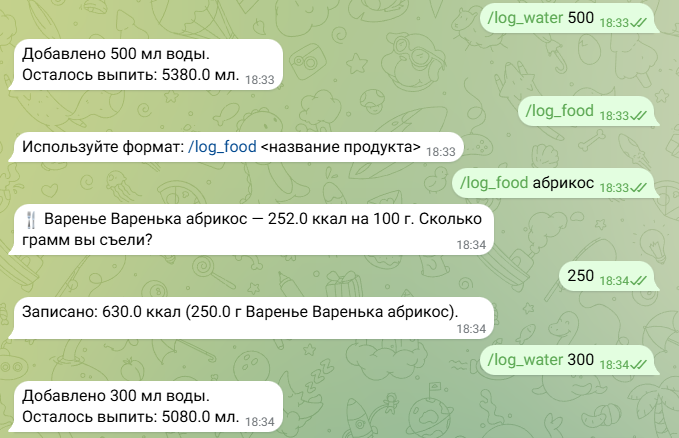 /log_water 500 18:33
Добавлено 500 мл воды.
Осталось выпить: 5380.0 мл. 18:33
/log_food 18:33
Используйте формат: /log_food <название продукта> 18:33
/log_food абрикос 18:33
Варенье Варенька абрикос — 252.0 ккал на 100 г. Сколько
грамм вы съели? 18:34
250 18:34
Записано: 630.0 ккал (250.0 г Варенье Варенька абрикос).
18:34
/log_water 300 18:34
Добавлено 300 мл воды.
Осталось выпить: 5080.0 мл. 18:34